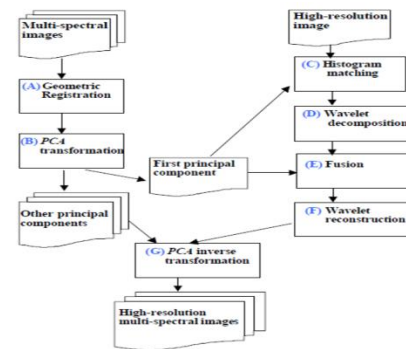 Multi-spectral
images
High-resolution
image
(A) Geometric
Registration
(C) Histogram
matching
(B) PCA
transformation
(D) Wavelet
decomposition
First principal
component
(E) Fusion
Other principal
components
(F) Wavelet
reconstruction
(G) PCA inverse
transformation
High-resolution
multi-spectral images